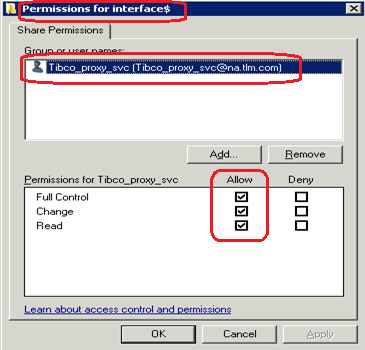 Permissions for interface$
Share Permissions
Group or user names:
Tibco_proxy_svc (Tibco_proxy_svc@na.tlm.com)
Add... Remove
Permissions for Tibco_proxy_svc Allow Deny
Full Control
Change
Read
Learn about access control and permissions
OK Cancel Apply